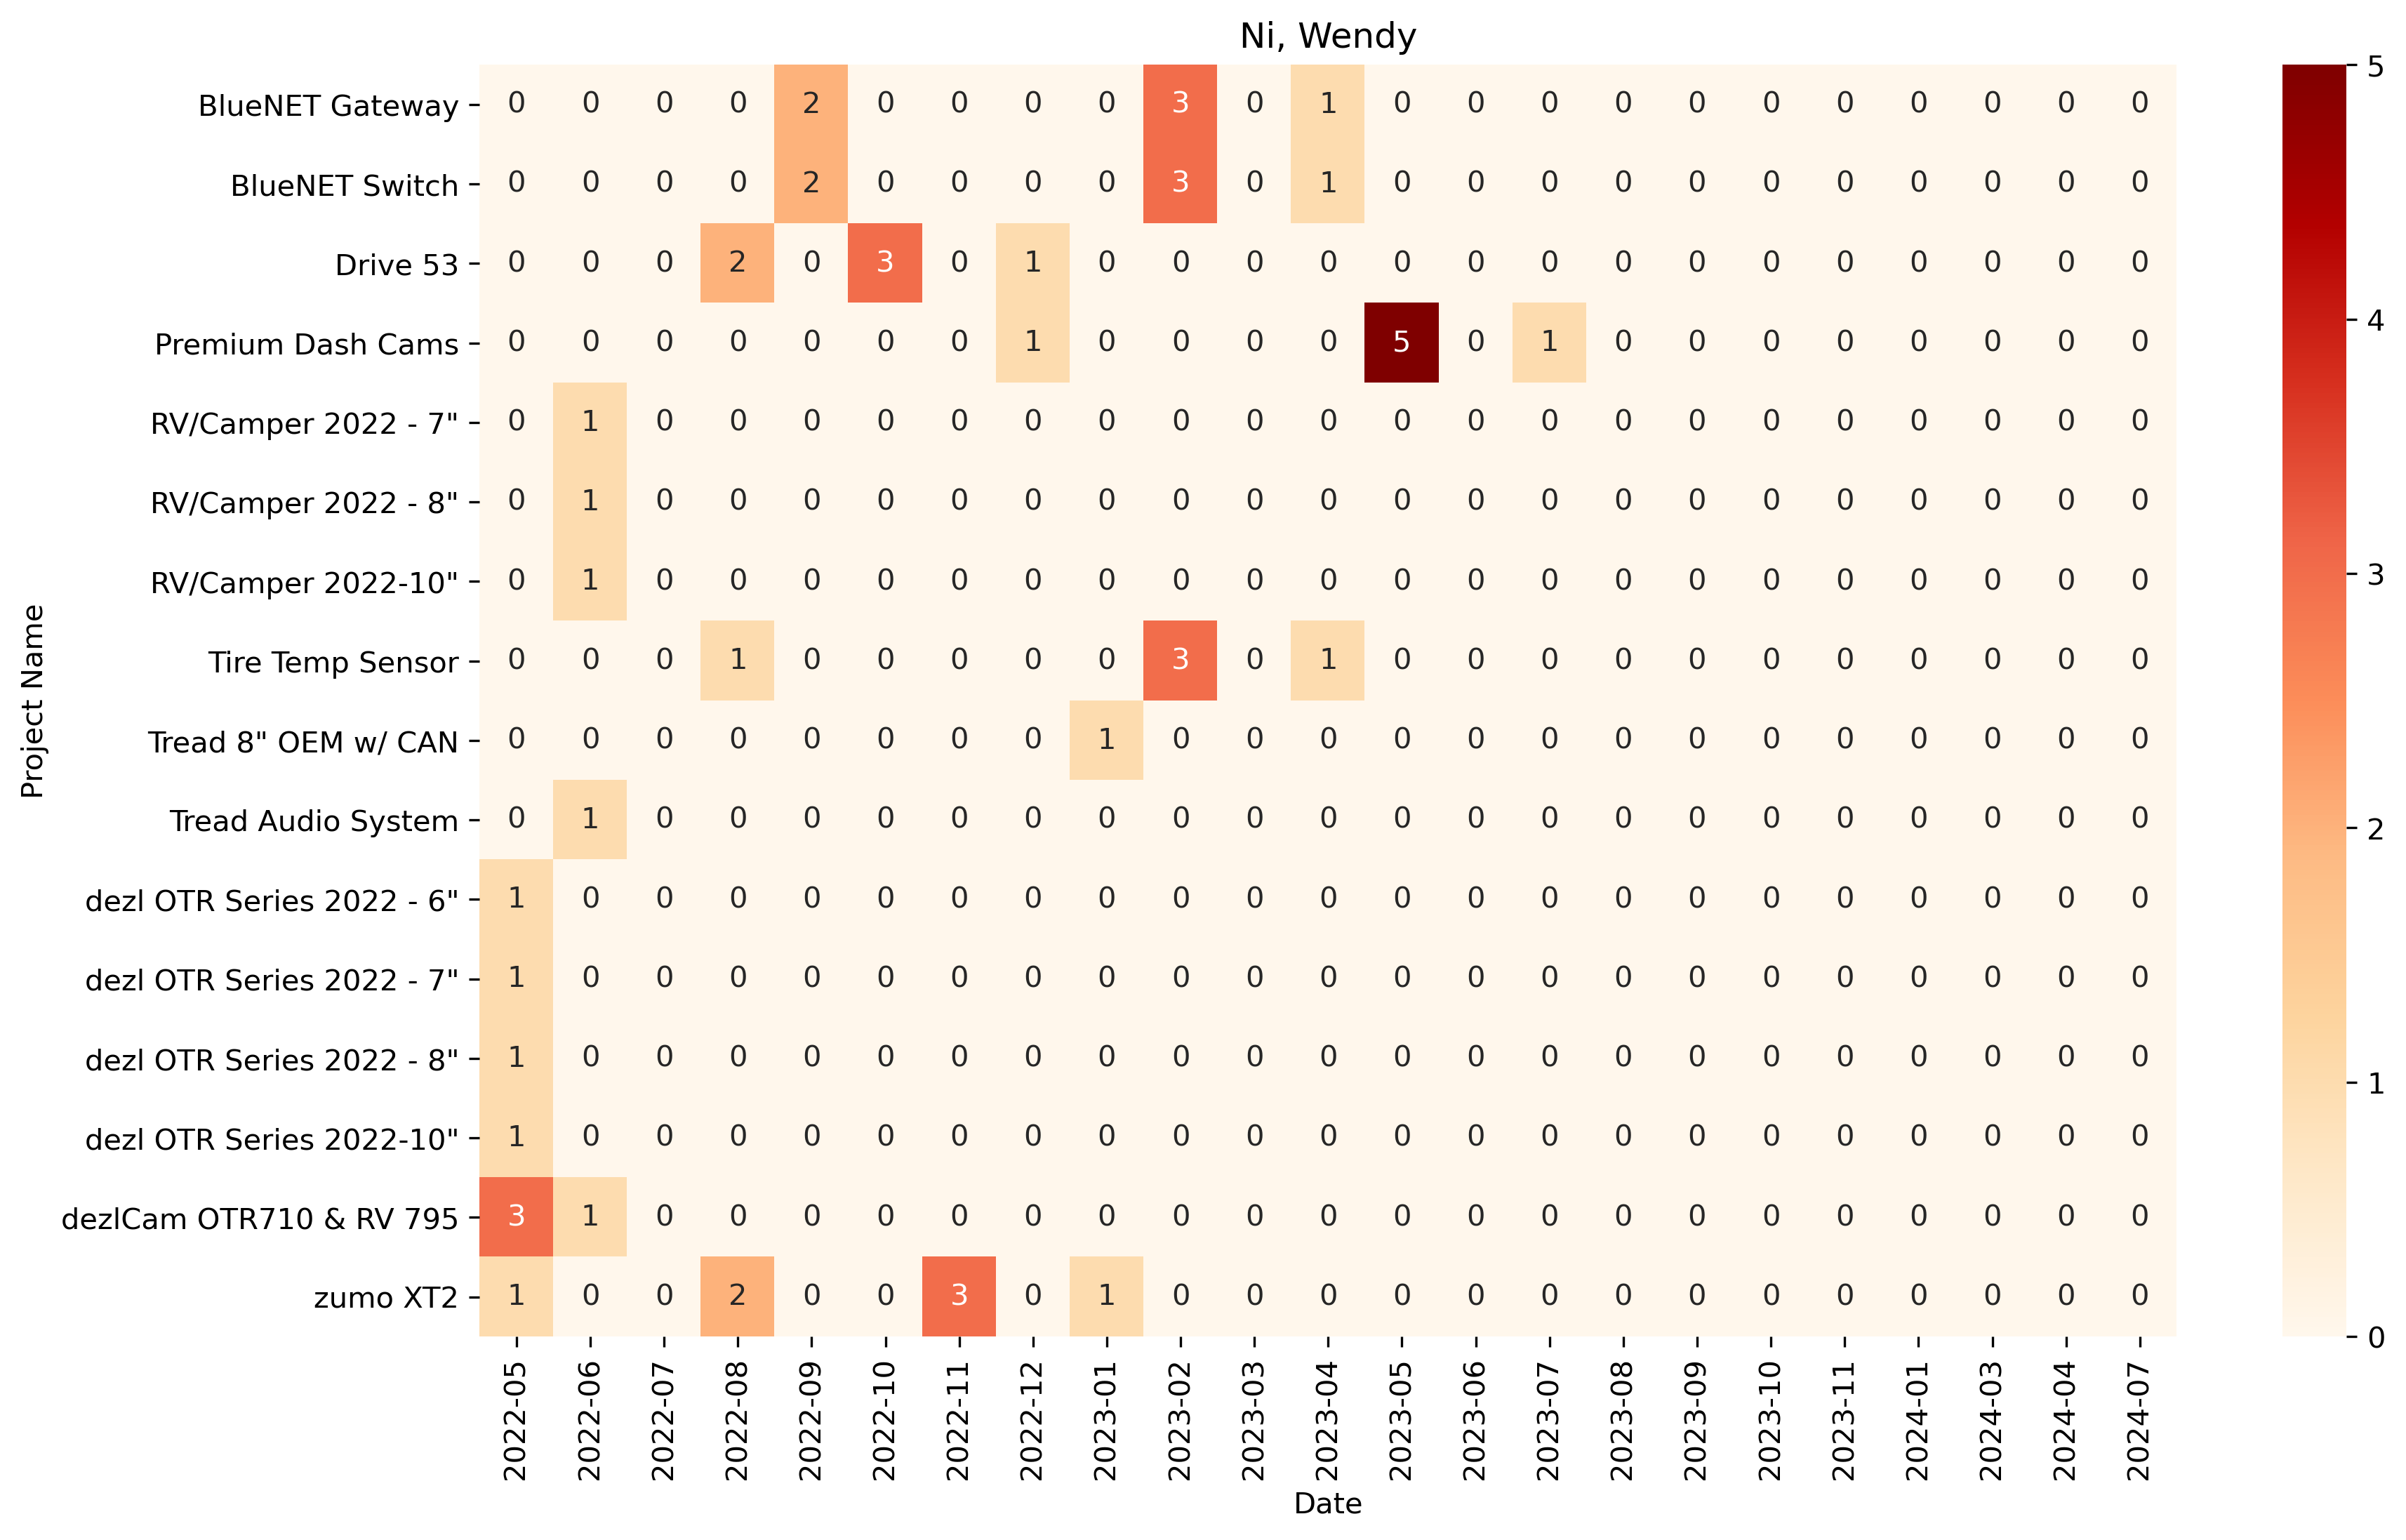 Ni, Wendy
BlueNET Gateway 0 0 0 0 2 0 0 0 0 3 0 1 0 0 0 0 0 0 0 0 0 0 0
BlueNET Switch 0 0 0 0 2 0 0 0 0 3 0 1 0 0 0 0 0 0 0 0 0 0 0
Drive 53 0 0 0 2 0 3 0 1 0 0 0 0 0 0 0 0 0 0 0 0 0 0 0
Premium Dash Cams 0 0 0 0 0 0 0 1 0 0 0 0 5 0 1 0 0 0 0 0 0 0 0
RV/Camper 2022 - 7" 0 1 0 0 0 0 0 0 0 0 0 0 0 0 0 0 0 0 0 0 0 0 0
RV/Camper 2022 - 8" 0 1 0 0 0 0 0 0 0 0 0 0 0 0 0 0 0 0 0 0 0 0 0
RV/Camper 2022-10" 0 1 0 0 0 0 0 0 0 0 0 0 0 0 0 0 0 0 0 0 0 0 0
Tire Temp Sensor 0 0 0 1 0 0 0 0 0 3 0 1 0 0 0 0 0 0 0 0 0 0 0
Tread 8" OEM w/ CAN 0 0 0 0 0 0 0 0 1 0 0 0 0 0 0 0 0 0 0 0 0 0 0
Tread Audio System 0 1 0 0 0 0 0 0 0 0 0 0 0 0 0 0 0 0 0 0 0 0 0
dezl OTR Series 2022 - 6" 1 0 0 0 0 0 0 0 0 0 0 0 0 0 0 0 0 0 0 0 0 0 0
dezl OTR Series 2022 - 7" 1 0 0 0 0 0 0 0 0 0 0 0 0 0 0 0 0 0 0 0 0 0 0
dezl OTR Series 2022 - 8" 1 0 0 0 0 0 0 0 0 0 0 0 0 0 0 0 0 0 0 0 0 0 0
dezl OTR Series 2022-10" 1 0 0 0 0 0 0 0 0 0 0 0 0 0 0 0 0 0 0 0 0 0 0
dezlCam OTR710 & RV 795 3 1 0 0 0 0 0 0 0 0 0 0 0 0 0 0 0 0 0 0 0 0 0
zumo XT2 1 0 0 2 0 0 3 0 1 0 0 0 0 0 0 0 0 0 0 0 0 0 0
2022-05 2022-06 2022-07 2022-08 2022-09 2022-10 2022-11 2022-12 2023-01 2023-02 2023-03 2023-04 2023-05 2023-06 2023-07 2023-08 2023-09 2023-10 2023-11 2024-01 2024-03 2024-04 2024-07
Date
Project Name
5
4
3
2
1
0